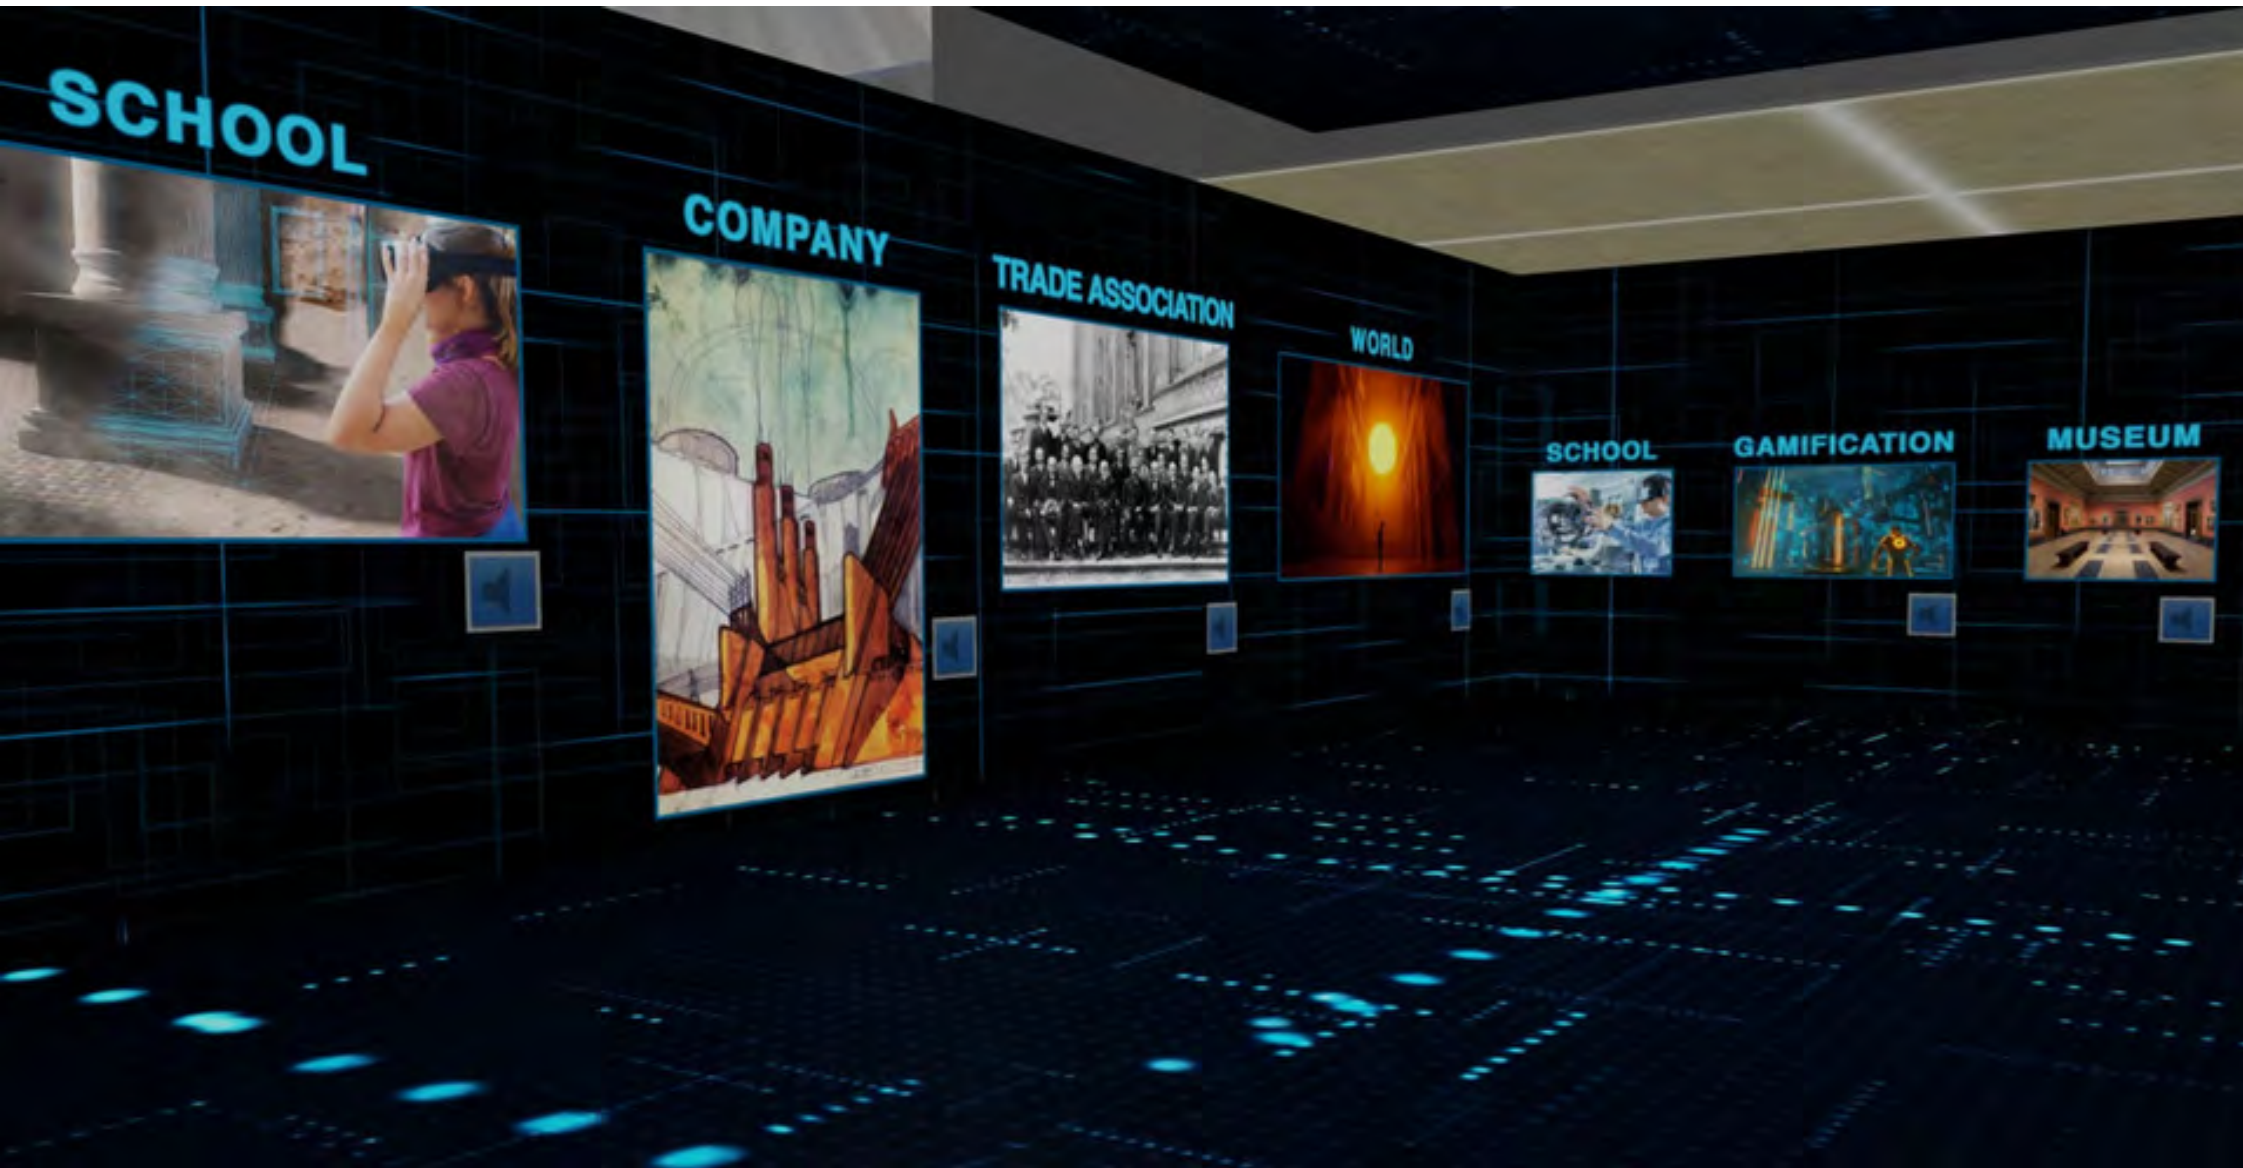 SCHOOL
COMPANY
TRADE ASSOCIATION
WORLD
SCHOOL
GAMIFICATION
MUSEUM